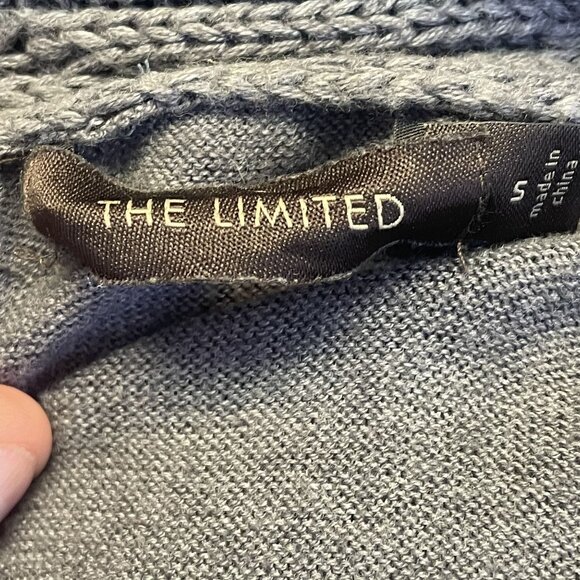 THE LIMITED
S
made in
china